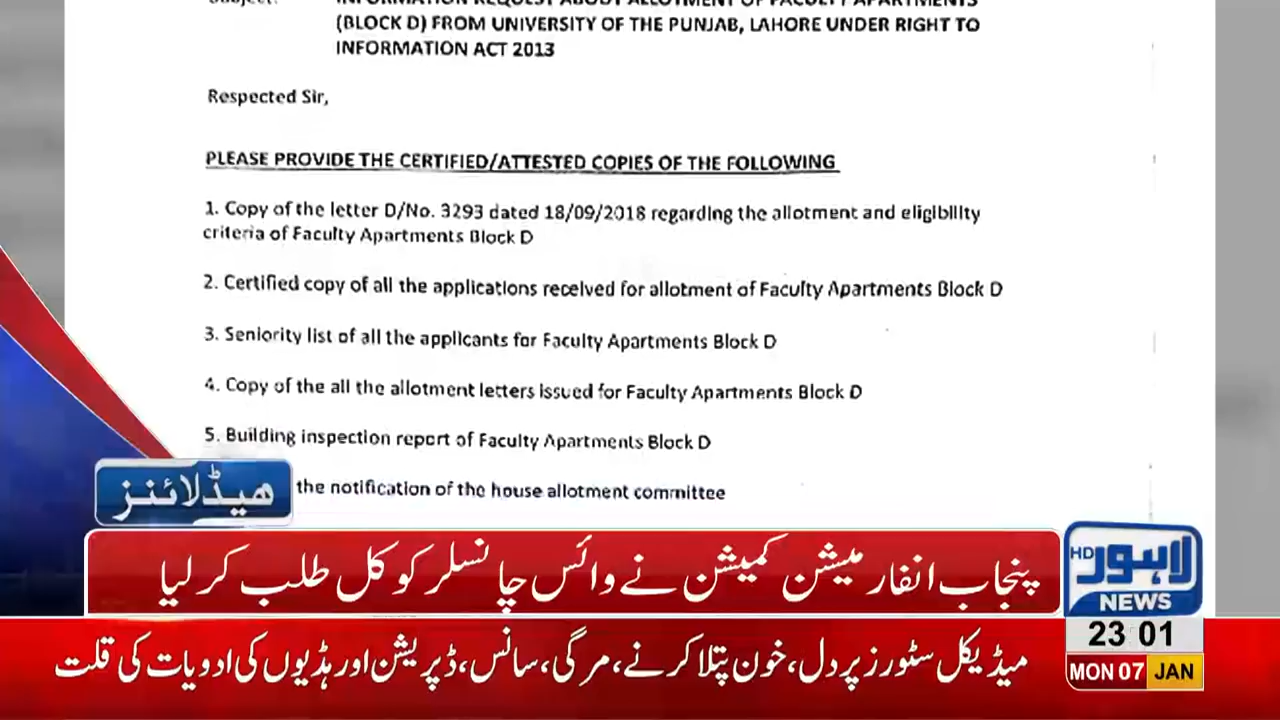 Subject: INFORMATION REQUEST ABOUT ALLOTMENT OF FACULTY APARTMENTS
(BLOCK D) FROM UNIVERSITY OF THE PUNJAB, LAHORE UNDER RIGHT TO
INFORMATION ACT 2013
Respected Sir,
PLEASE PROVIDE THE CERTIFIED/ATTESTED COPIES OF THE FOLLOWING
1. Copy of the letter D/No. 3293 dated 18/09/2018 regarding the allotment and eligibility
criteria of Faculty Apartments Block D
2. Certified copy of all the applications received for allotment of Faculty Apartments Block D
3. Seniority list of all the applicants for Faculty Apartments Block D
4. Copy of the all the allotment letters issued for Faculty Apartments Block D
5. Building inspection report of Faculty Apartments Block D
the notification of the house allotment committee
ھیڈلائنز
پنجاب انفارمیشن کمیشن نے وائس چانسلر کو کل طلب کر لیا
HD لاہور
NEWS
23 01
MON 07 JAN
میڈیکل سٹورز پر دل، خون پتلا کرنے، مرگی، سانس، ڈپریشن اور ہڈیوں کی ادویات کی قلت